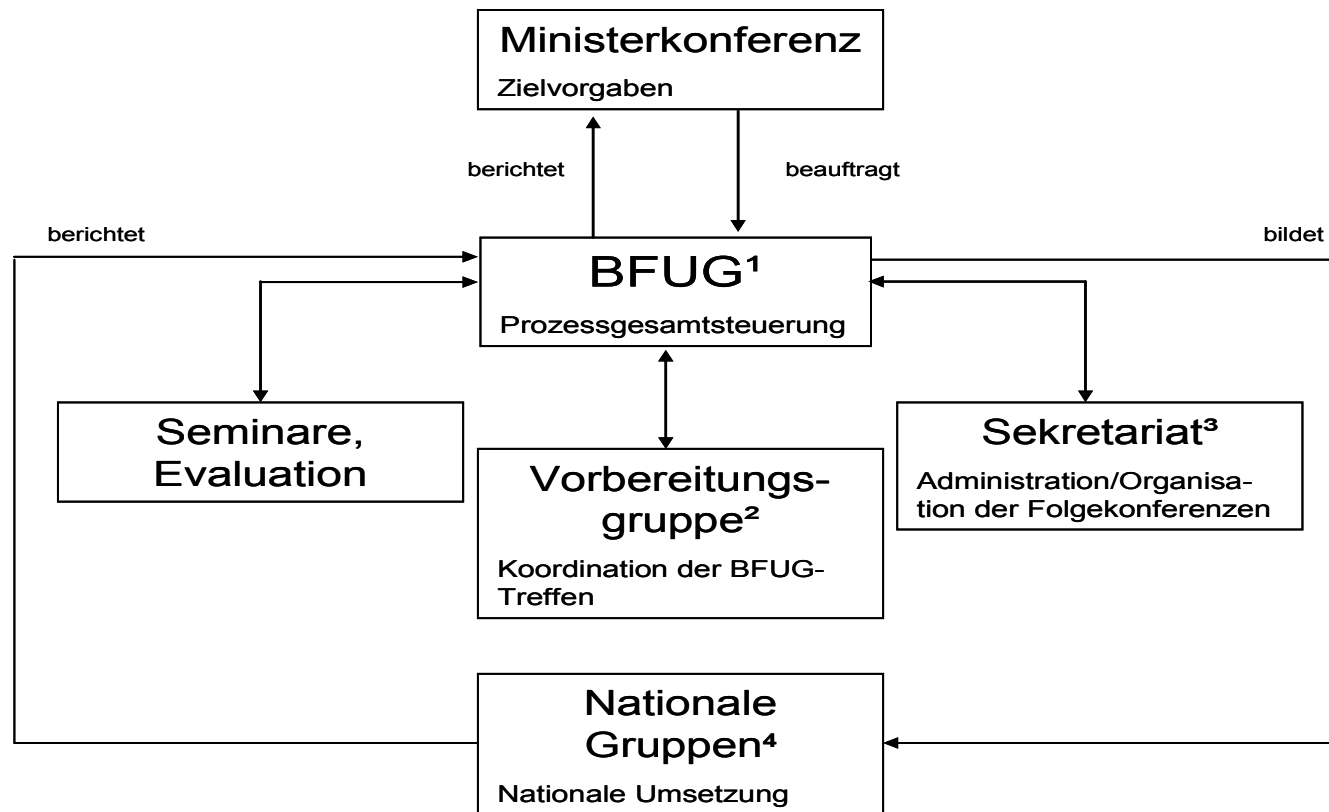 Ministerkonferenz
Zielvorgaben
berichtet
beauftragt
berichtet
bildet
BFUG¹
Prozessgesamtsteuerung
Seminare,
Evaluation
Vorbereitungs-
gruppe²
Koordination der BFUG-
Treffen
Sekretariat³
Administration/Organisa-
tion der Folgekonferenzen
Nationale
Gruppen⁴
Nationale Umsetzung